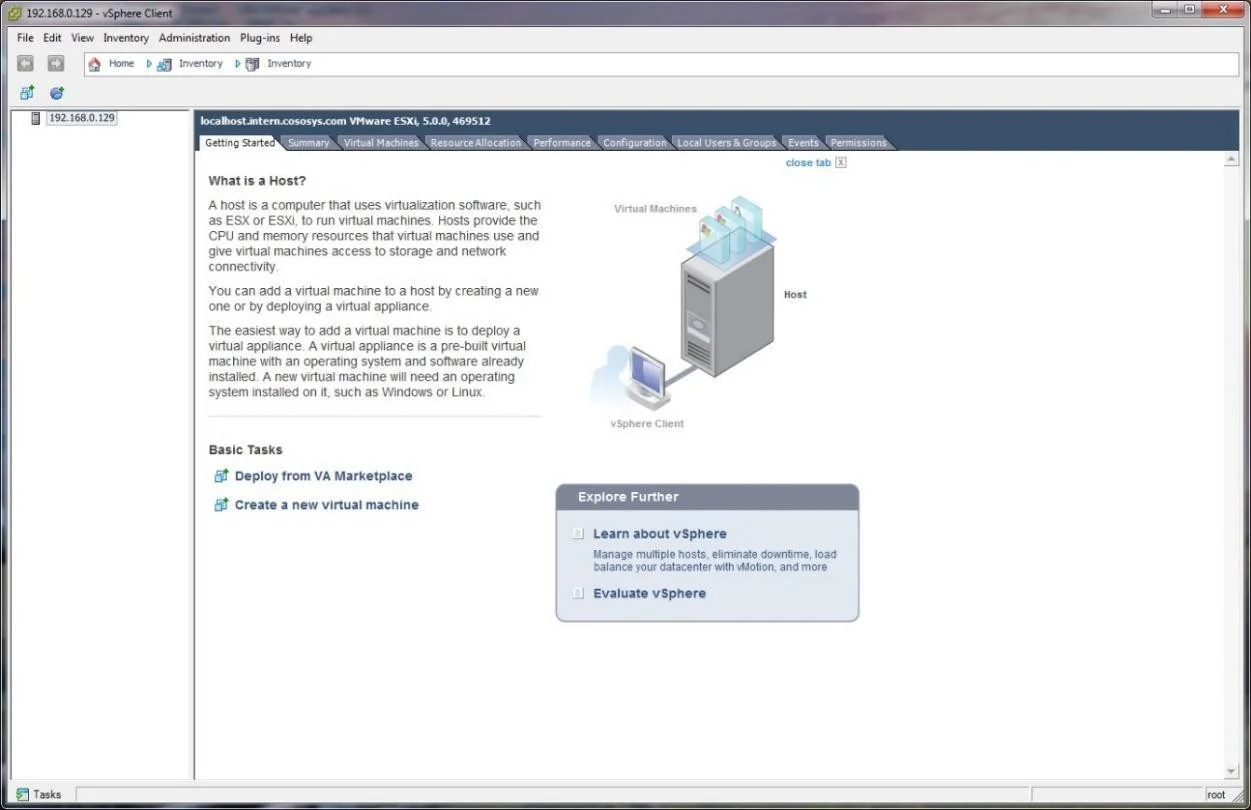 192.168.0.129 - vSphere Client
File Edit View Inventory Administration Plug-ins Help
Home Inventory Inventory
192.168.0.129
localhost.intern.cososys.com VMware ESXi, 5.0.0, 469512
Getting Started Summary Virtual Machines Resource Allocation Performance Configuration Local Users & Groups Events Permissions
close tab X
What is a Host?
A host is a computer that uses virtualization software, such
as ESX or ESXi, to run virtual machines. Hosts provide the
CPU and memory resources that virtual machines use and
give virtual machines access to storage and network
connectivity.
You can add a virtual machine to a host by creating a new
one or by deploying a virtual appliance.
The easiest way to add a virtual machine is to deploy a
virtual appliance. A virtual appliance is a pre-built virtual
machine with an operating system and software already
installed. A new virtual machine will need an operating
system installed on it, such as Windows or Linux.
Virtual Machines
Host
vSphere Client
Basic Tasks
Deploy from VA Marketplace
Create a new virtual machine
Explore Further
Learn about vSphere
Manage multiple hosts, eliminate downtime, load
balance your datacenter with vMotion, and more
Evaluate vSphere
Tasks
root